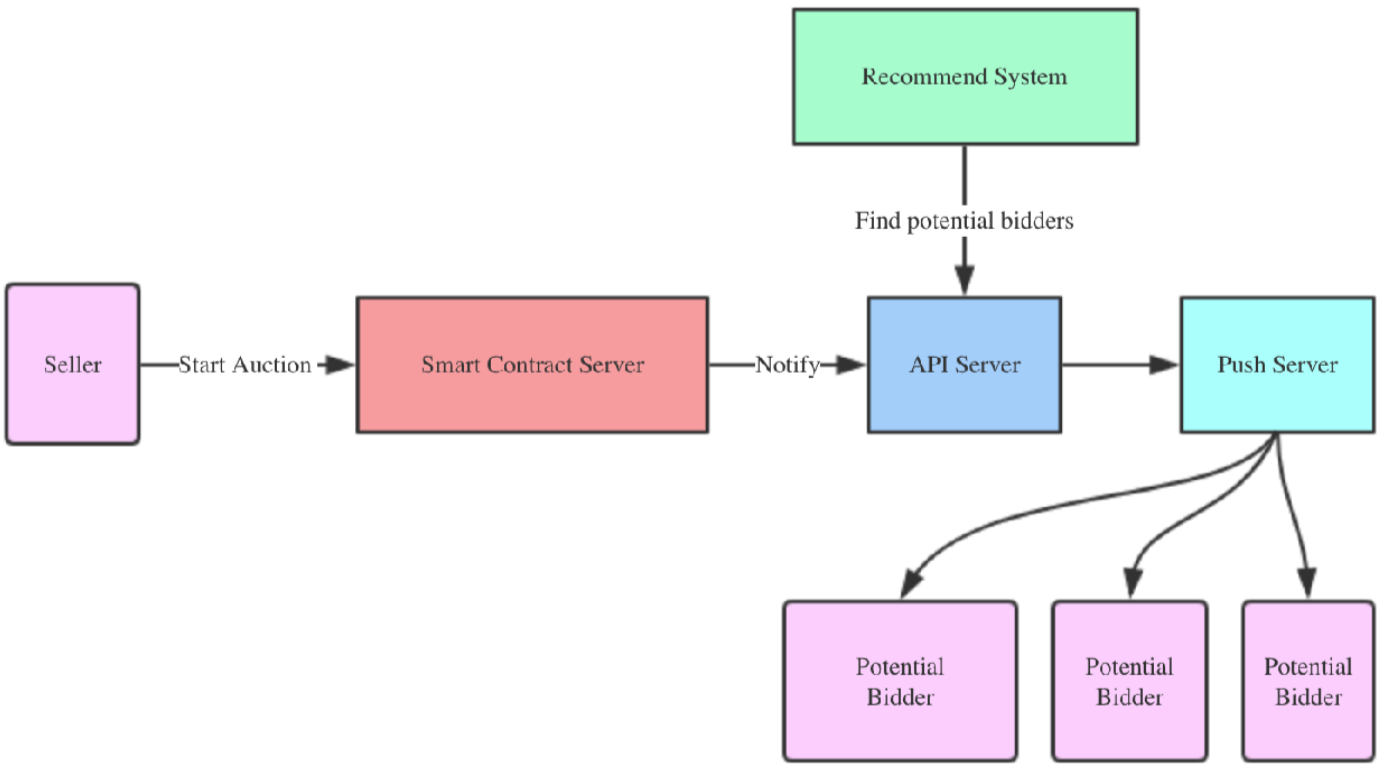 Recommend System
Find potential bidders
Seller
Start Auction
Smart Contract Server
Notify
API Server
Push Server
Potential
Bidder
Potential
Bidder
Potential
Bidder